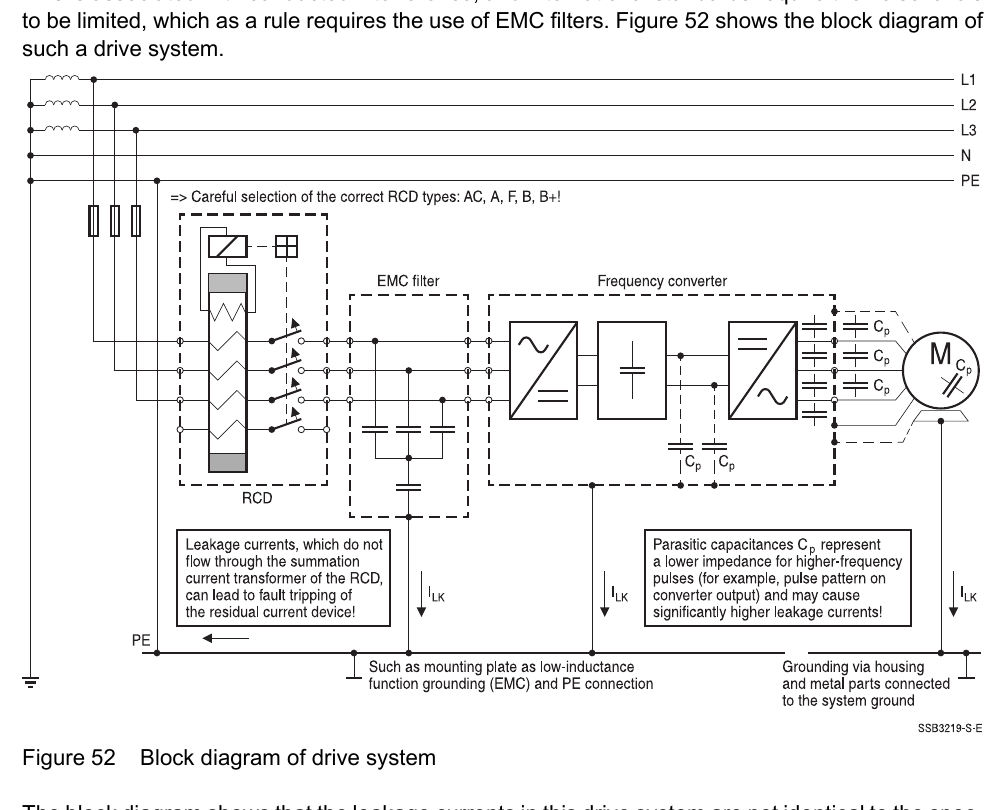 to be limited, which as a rule requires the use of EMC filters. Figure 52 shows the block diagram of
such a drive system.
L1
L2
L3
N
PE
=> Careful selection of the correct RCD types: AC, A, F, B, B+!
EMC filter
Frequency converter
Cp
Cp
Cp
M
Cp
Cp
Cp
RCD
Leakage currents, which do not
flow through the summation
current transformer of the RCD,
can lead to fault tripping of
the residual current device!
ILK
ILK
Parasitic capacitances Cp represent
a lower impedance for higher-frequency
pulses (for example, pulse pattern on
converter output) and may cause
significantly higher leakage currents!
ILK
PE
Such as mounting plate as low-inductance
function grounding (EMC) and PE connection
Grounding via housing
and metal parts connected
to the system ground
SSB3219-S-E
Figure 52 Block diagram of drive system
The block diagram shows that the leakage currents in this drive system are not identical to the